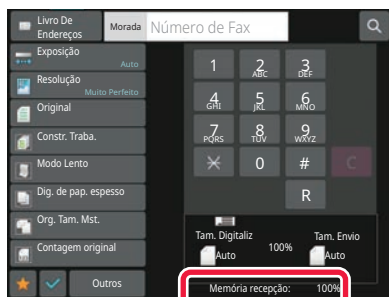 Livro De
Endereços
Morada
Número de Fax
Exposição
Auto
Resolução
Muito Perfeito
Original
Constr. Traba.
Modo Lento
Dig. de pap. espesso
Org. Tam. Mst.
Contagem original
Outros
1
2
ABC
3
DEF
4
GHI
5
JKL
6
MNO
7
PQRS
8
TUV
9
WXYZ
0
#
C
R
Tam. Digitaliz
Tam. Envio
100%
Auto
Auto
Memória recepção: 100%